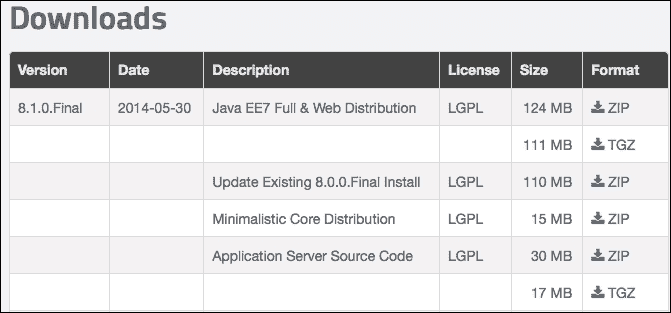 Downloads
Version Date Description License Size Format
8.1.0.Final 2014-05-30 Java EE7 Full & Web Distribution LGPL 124 MB ZIP
111 MB TGZ
Update Existing 8.0.0.Final Install LGPL 110 MB ZIP
Minimalistic Core Distribution LGPL 15 MB ZIP
Application Server Source Code LGPL 30 MB ZIP
17 MB TGZ